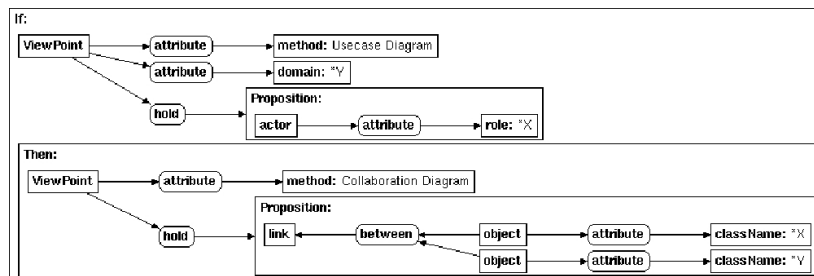 If:
ViewPoint attribute method: Usecase Diagram
attribute domain: *Y
hold Proposition:
actor attribute role: *X
Then:
ViewPoint attribute method: Collaboration Diagram
Proposition:
hold link between object attribute className: *X
object attribute className: *Y